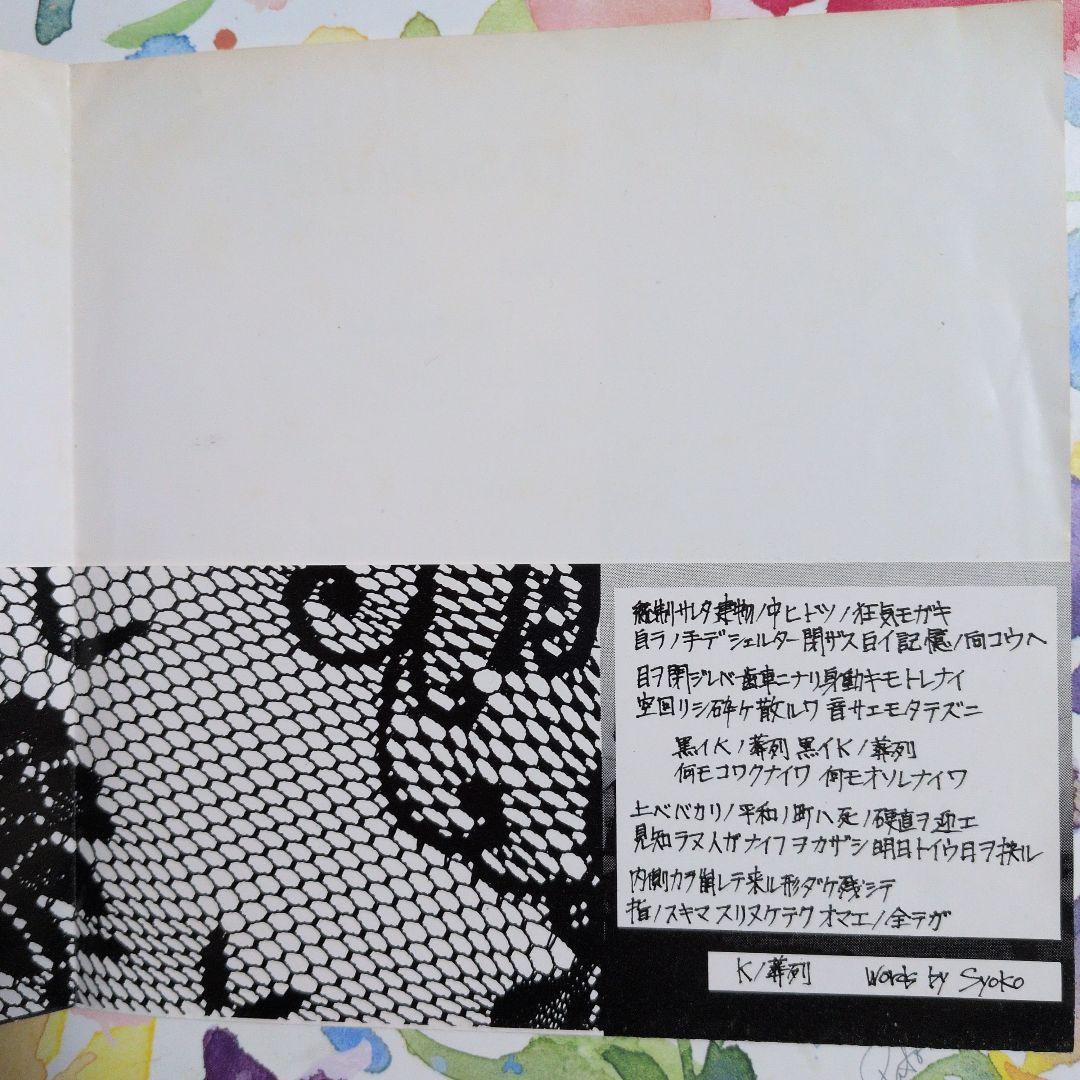 統制サレタ建物ノ中ヒトツノ狂気モガキ
自ラノ手デシェルター閉ザス白イ記憶ノ向コウヘ
目ヲ閉ジレバ歯車ニナリ身動キモトレナイ
空回リシ砕ケ散ルワ音サエモタテズニ
黒イKノ葬列 黒イKノ葬列
何モコワクナイワ 何モオソレナイワ
上ベバカリノ平和ノ町ハ死ノ硬直ヲ迎エ
見知ラヌ人ガナイフヲカザシ明日トイウ日ヲ抉ル
内側カラ崩レテ来ル形ダケ残シテ
指ノスキマスリヌケテク オマエノ全テガ
Kノ葬列 Words by Syoko